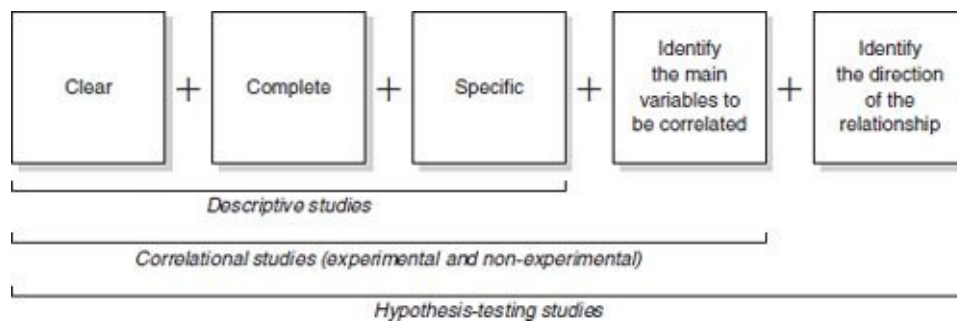 Clear
+
Complete
+
Specific
+
Identify
the main
variables to
be correlated
+
Identify
the direction
of the
relationship
Descriptive studies
Correlational studies (experimental and non-experimental)
Hypothesis-testing studies